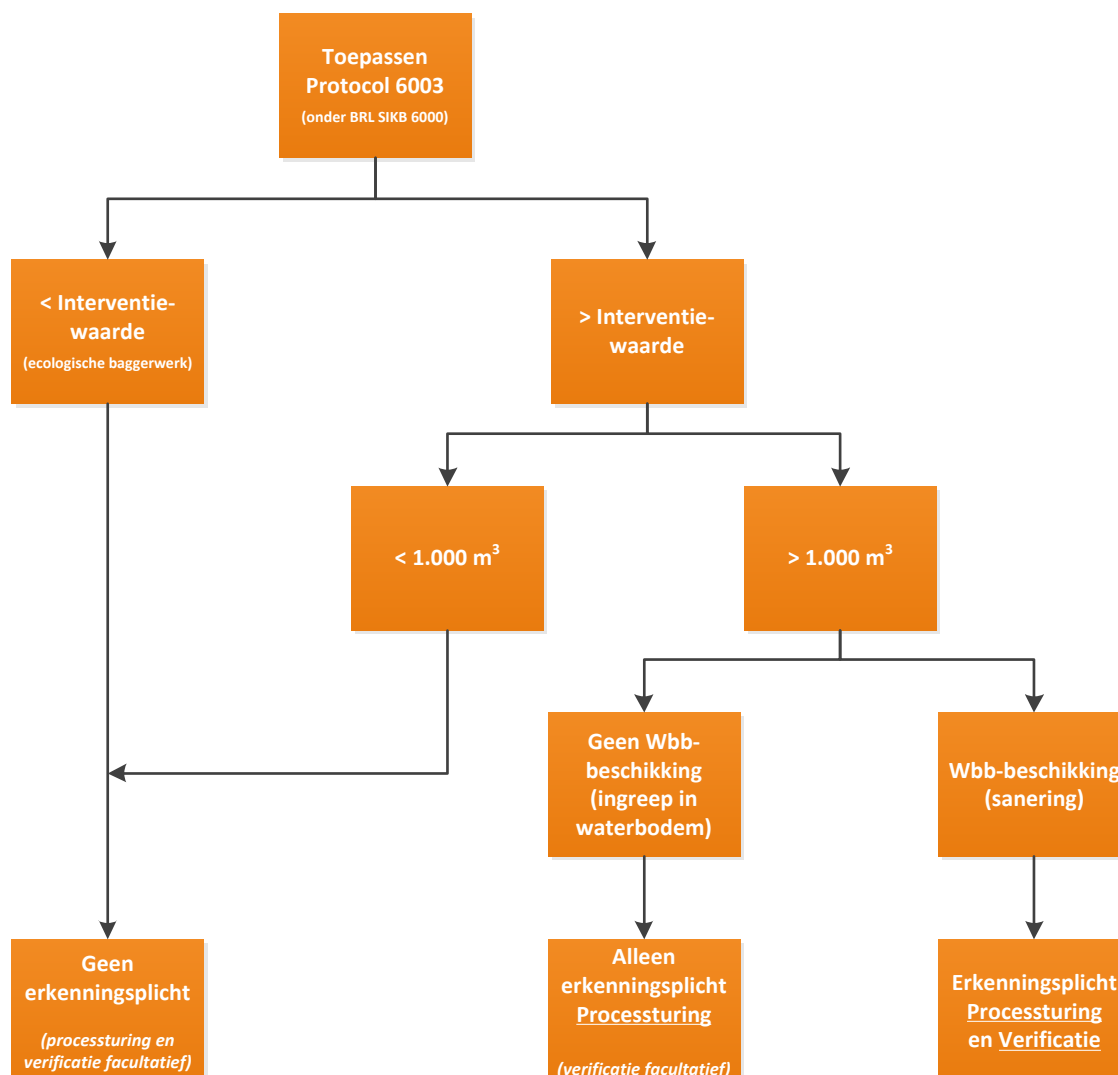 Toepassen
Protocol 6003
(onder BRL SIKB 6000)
< Interventie-
waarde
(ecologische baggerwerk)
> Interventie-
waarde
< 1.000 m³
> 1.000 m³
Geen Wbb-
beschikking
(ingreep in
waterbodem)
Wbb-beschikking
(sanering)
Geen
erkenningsplicht
(processturing en
verificatie facultatief)
Alleen
erkenningsplicht
Processturing
(verificatie facultatief)
Erkenningsplicht
Processturing
en Verificatie